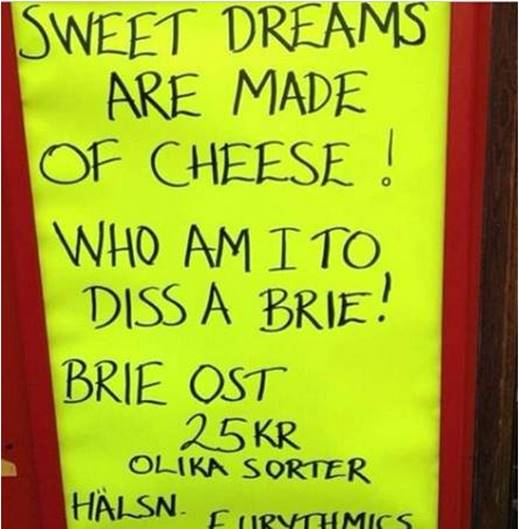 SWEET DREAMS
ARE MADE
OF CHEESE!
WHO AM I TO
DISS A BRIE!
BRIE OST
25KR
OLIKA SORTER
HÄLSN.
EURYTHMICS